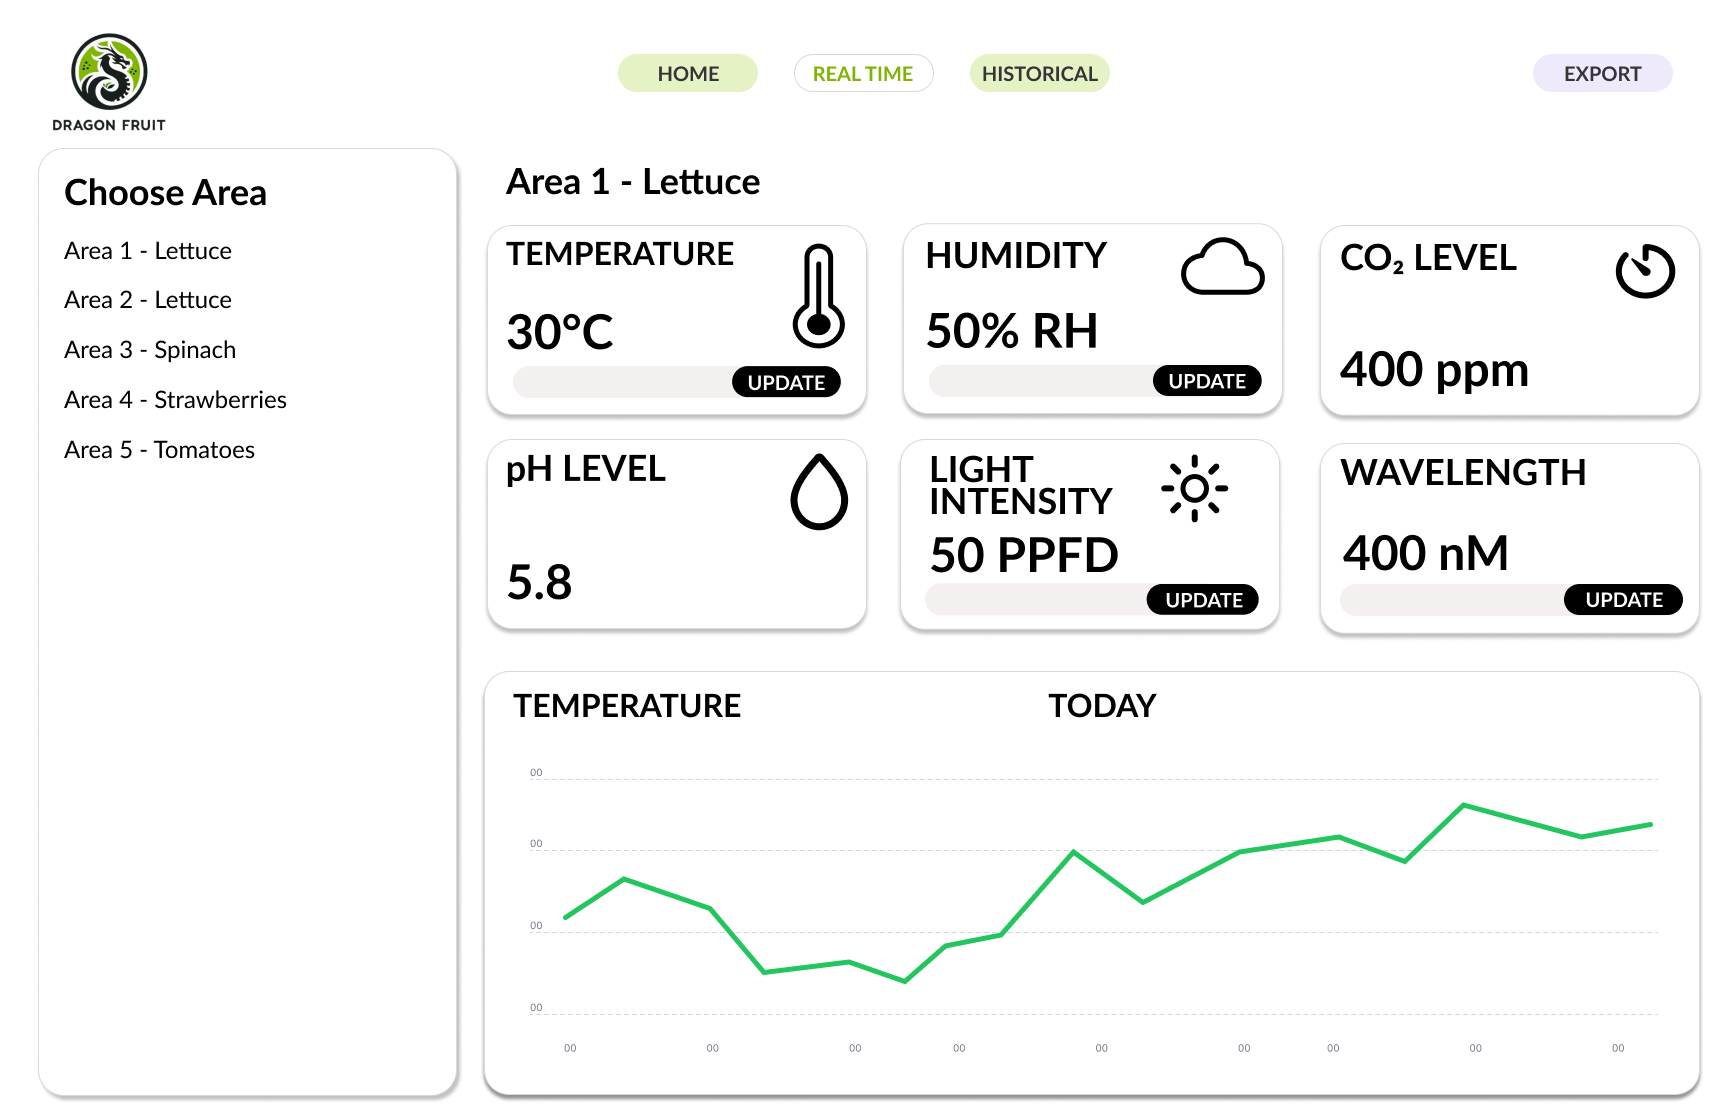 DRAGON FRUIT
HOME
REAL TIME
HISTORICAL
EXPORT
Choose Area
Area 1 - Lettuce
Area 2 - Lettuce
Area 3 - Spinach
Area 4 - Strawberries
Area 5 - Tomatoes
Area 1 - Lettuce
TEMPERATURE
30°C
UPDATE
HUMIDITY
50% RH
UPDATE
CO₂ LEVEL
400 ppm
pH LEVEL
5.8
LIGHT
INTENSITY
50 PPFD
UPDATE
WAVELENGTH
400 nM
UPDATE
TEMPERATURE
TODAY
00
00
00
00
00 00 00 00 00 00 00 00 00